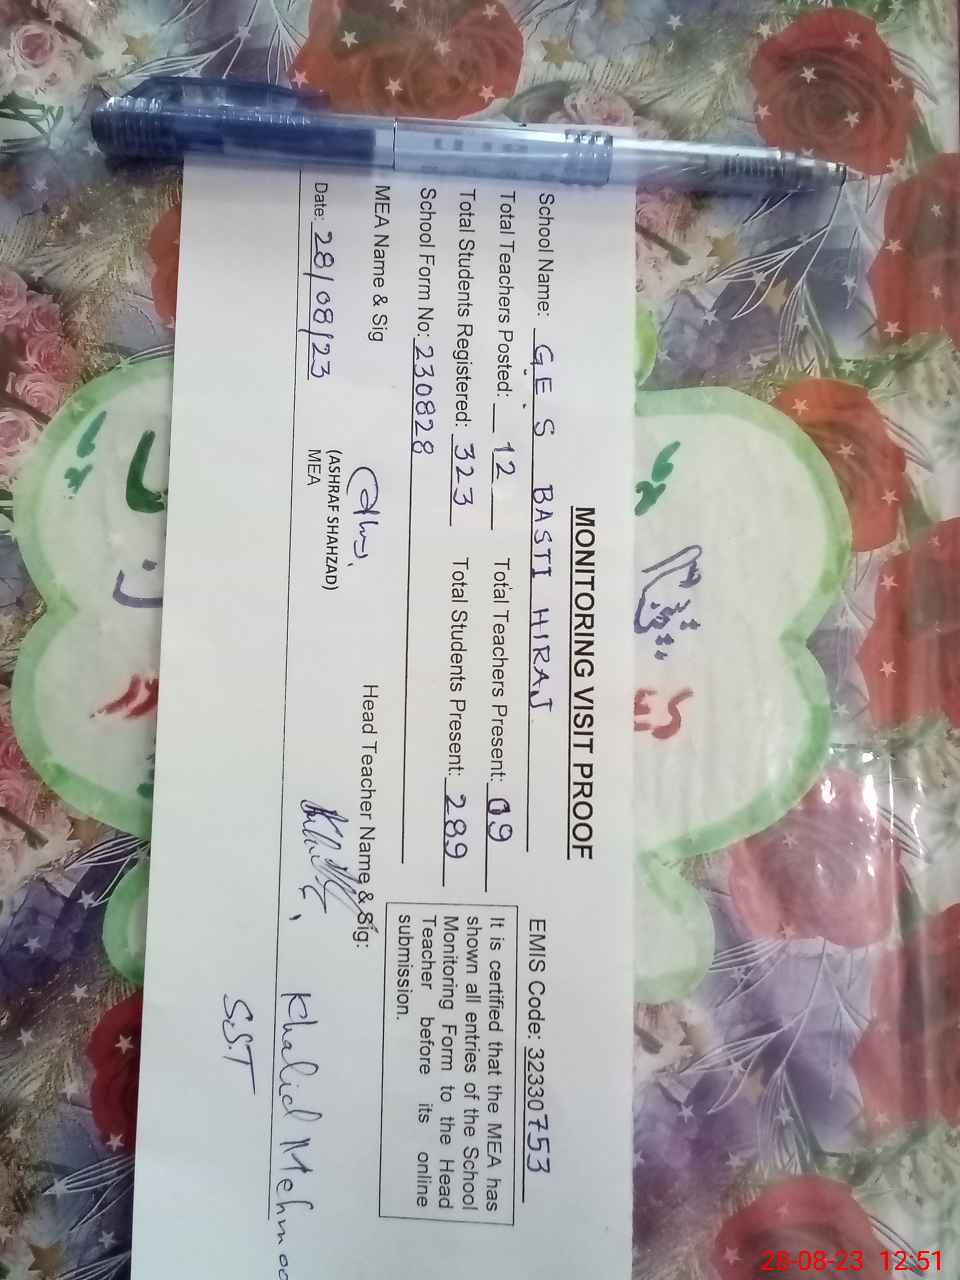 MONITORING VISIT PROOF
School Name: G.E.S BASTI HIRAJ EMIS Code: 32330753
Total Teachers Posted: 12 Total Teachers Present: 09
Total Students Registered: 323 Total Students Present: 289
School Form No: 230828
It is certified that the MEA has
shown all entries of the School
Monitoring Form to the Head
Teacher before its online
submission.
MEA Name & Sig Head Teacher Name & Sig:
(ASHRAF SHAHZAD)
MEA
Date: 28/08/23 Khalid Mehmoo
S.S.T
28-08-23 12:51